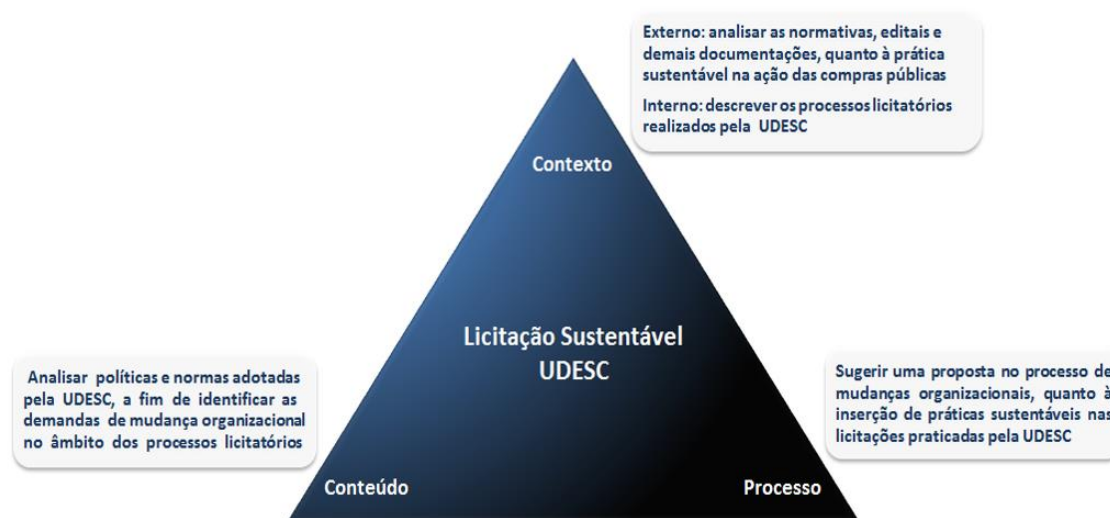 Externo: analisar as normativas, editais e
demais documentações, quanto à prática
sustentável na ação das compras públicas
Interno: descrever os processos licitatórios
realizados pela UDESC
Contexto
Licitação Sustentável
UDESC
Analisar políticas e normas adotadas
pela UDESC, a fim de identificar as
demandas de mudança organizacional
no âmbito dos processos licitatórios
Sugerir uma proposta no processo de
mudanças organizacionais, quanto à
inserção de práticas sustentáveis nas
licitações praticadas pela UDESC
Conteúdo
Processo